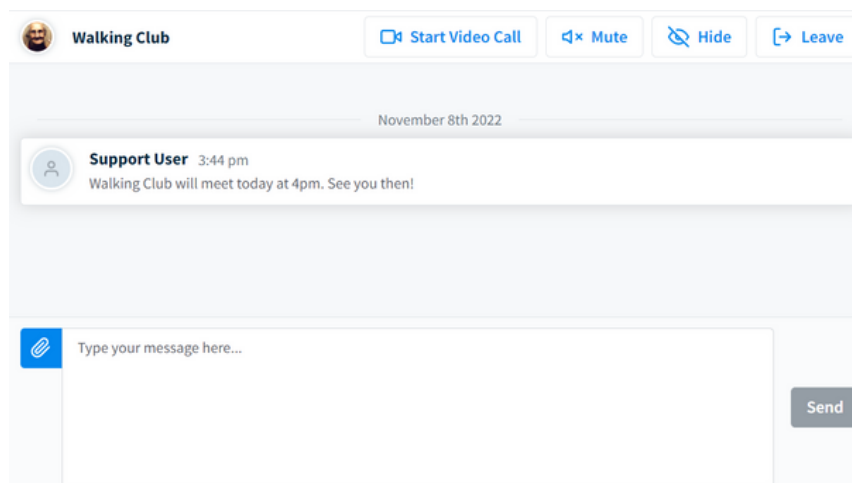 Walking Club
Start Video Call
Mute
Hide
Leave
November 8th 2022
Support User 3:44 pm
Walking Club will meet today at 4pm. See you then!
Type your message here...
Send